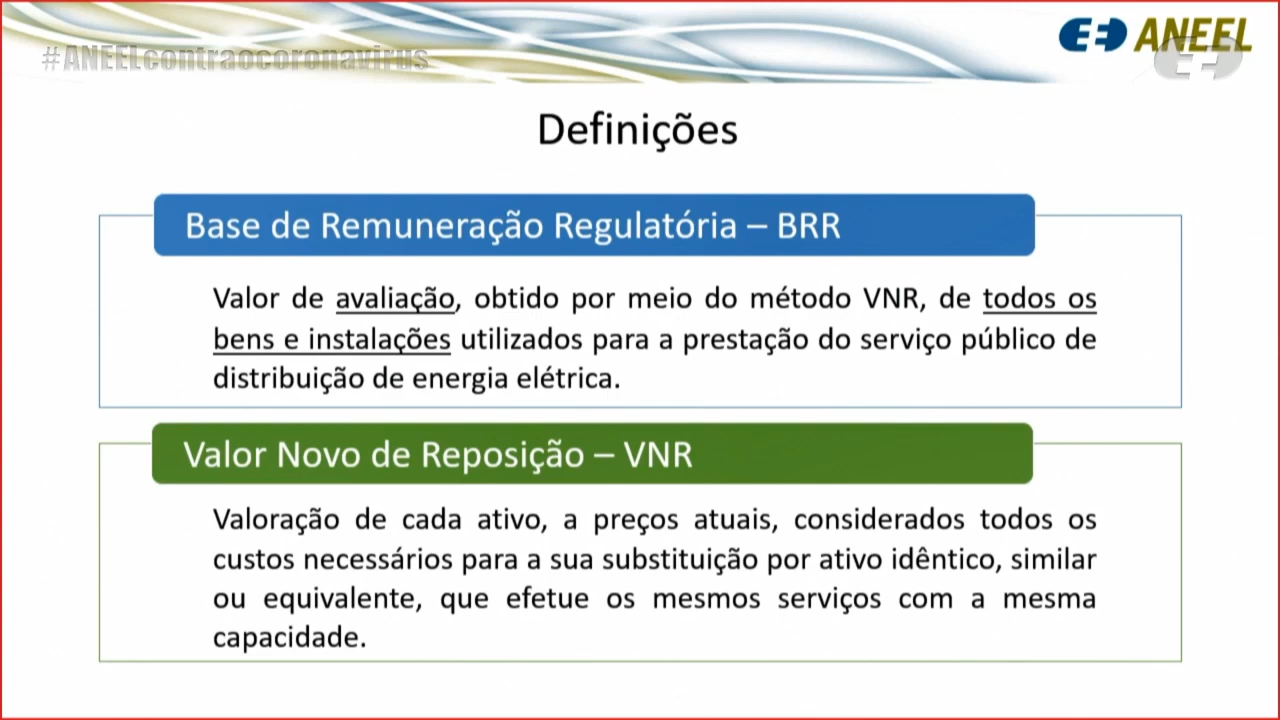 #ANEELcontraocoronavirus
ANEEL
Definições
Base de Remuneração Regulatória – BRR
Valor de avaliação, obtido por meio do método VNR, de todos os
bens e instalações utilizados para a prestação do serviço público de
distribuição de energia elétrica.
Valor Novo de Reposição – VNR
Valoração de cada ativo, a preços atuais, considerados todos os
custos necessários para a sua substituição por ativo idêntico, similar
ou equivalente, que efetue os mesmos serviços com a mesma
capacidade.